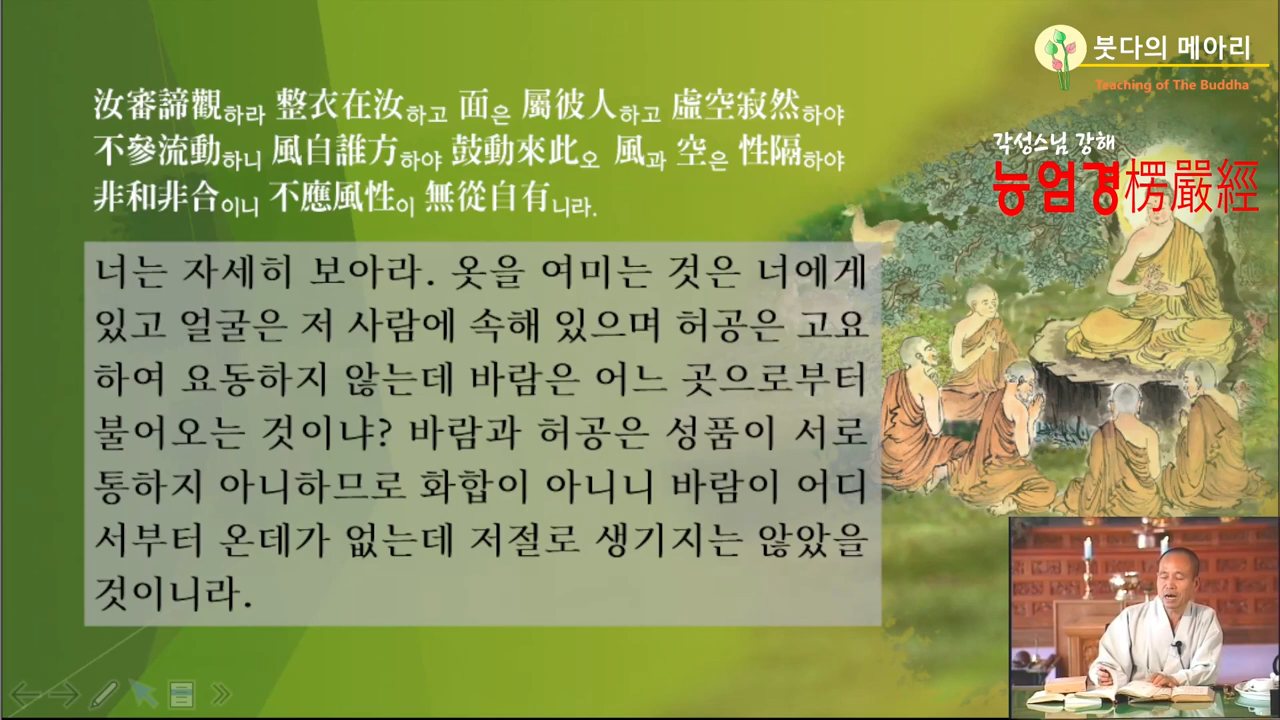 붓다의 메아리
Teaching of The Buddha
각성스님 강해
능엄경楞嚴經
汝審諦觀하라 整衣在汝하고 面은 屬彼人하고 虛空寂然하야
不參流動하니 風自誰方하야 鼓動來此오 風과 空은 性隔하야
非和非合이니 不應風性이 無從自有니라.
너는 자세히 보아라. 옷을 여미는 것은 너에게
있고 얼굴은 저 사람에 속해 있으며 허공은 고요
하여 요동하지 않는데 바람은 어느 곳으로부터
불어오는 것이냐? 바람과 허공은 성품이 서로
통하지 아니하므로 화합이 아니니 바람이 어디
서부터 온데가 없는데 저절로 생기지는 않았을
것이니라.